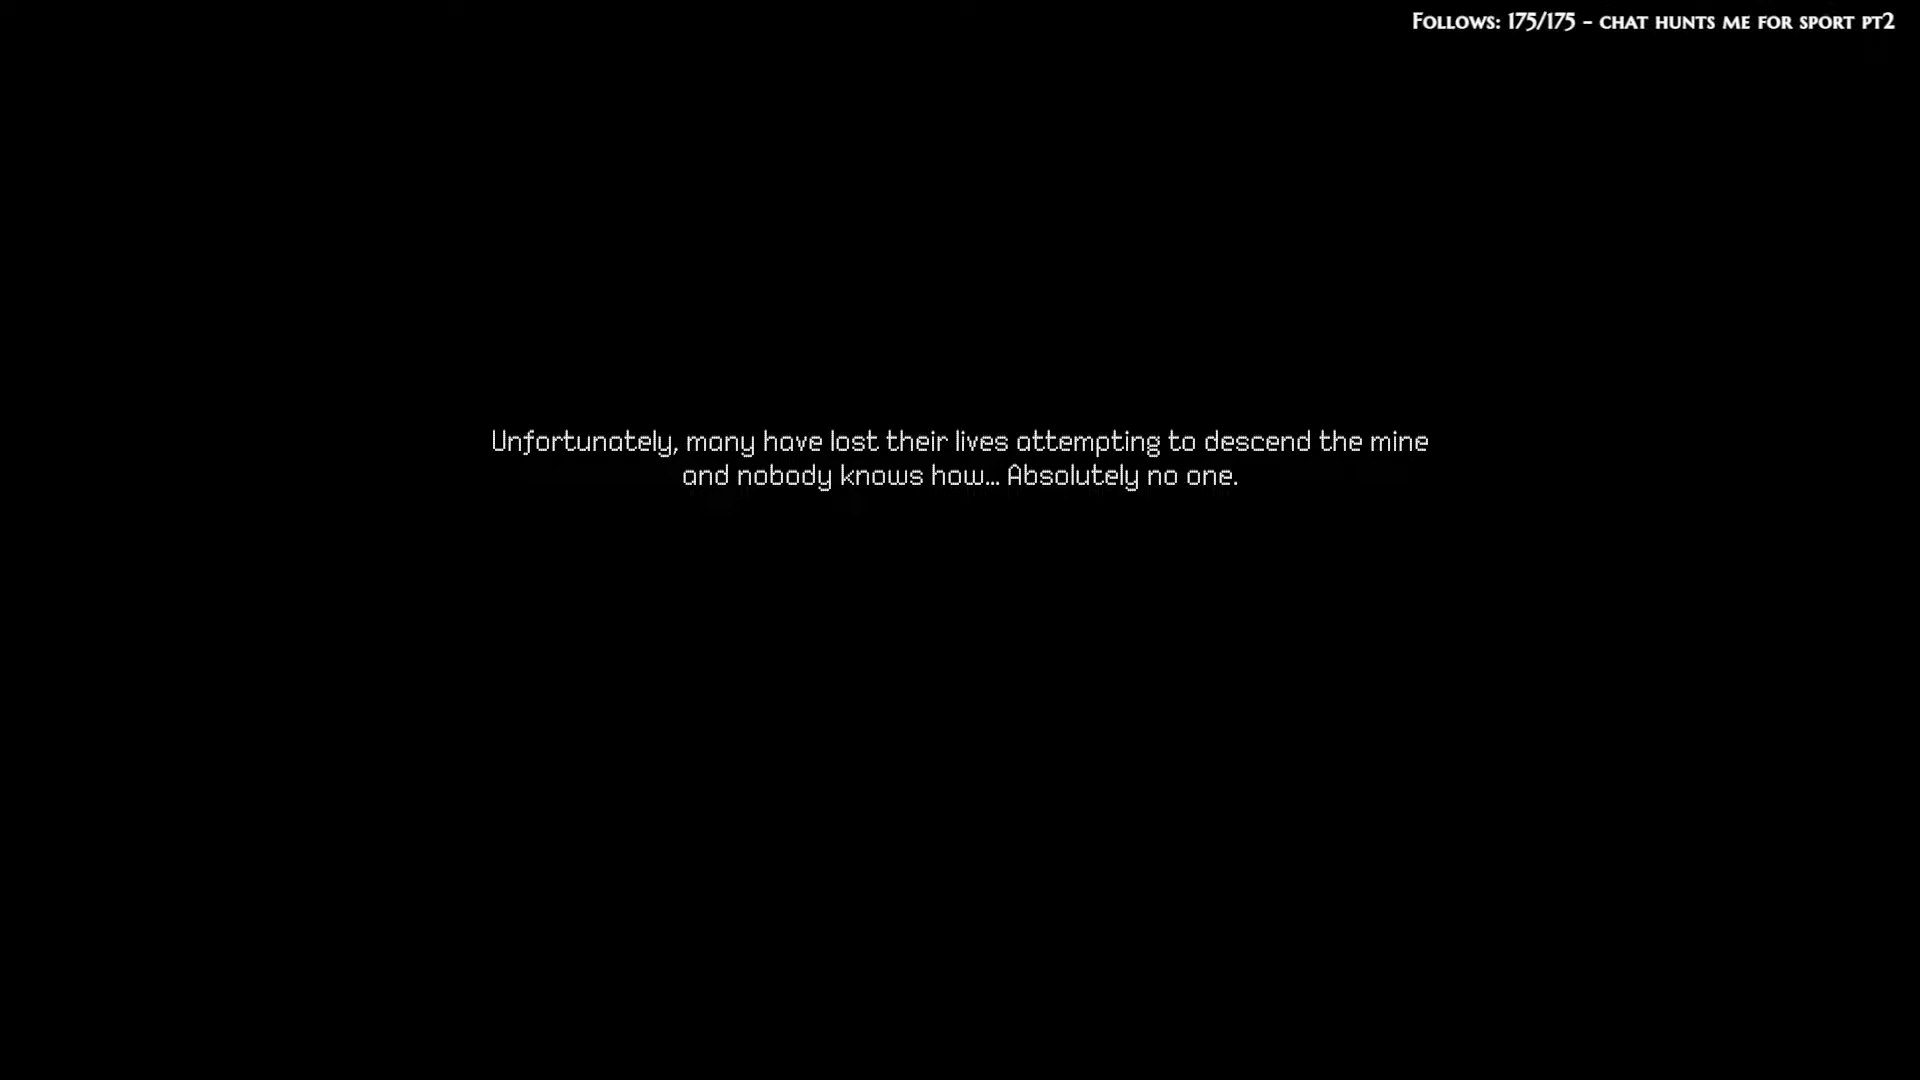 Follows: 175/175 - chat hunts me for sport pt2
Unfortunately, many have lost their lives attempting to descend the mine
and nobody knows how... Absolutely no one.